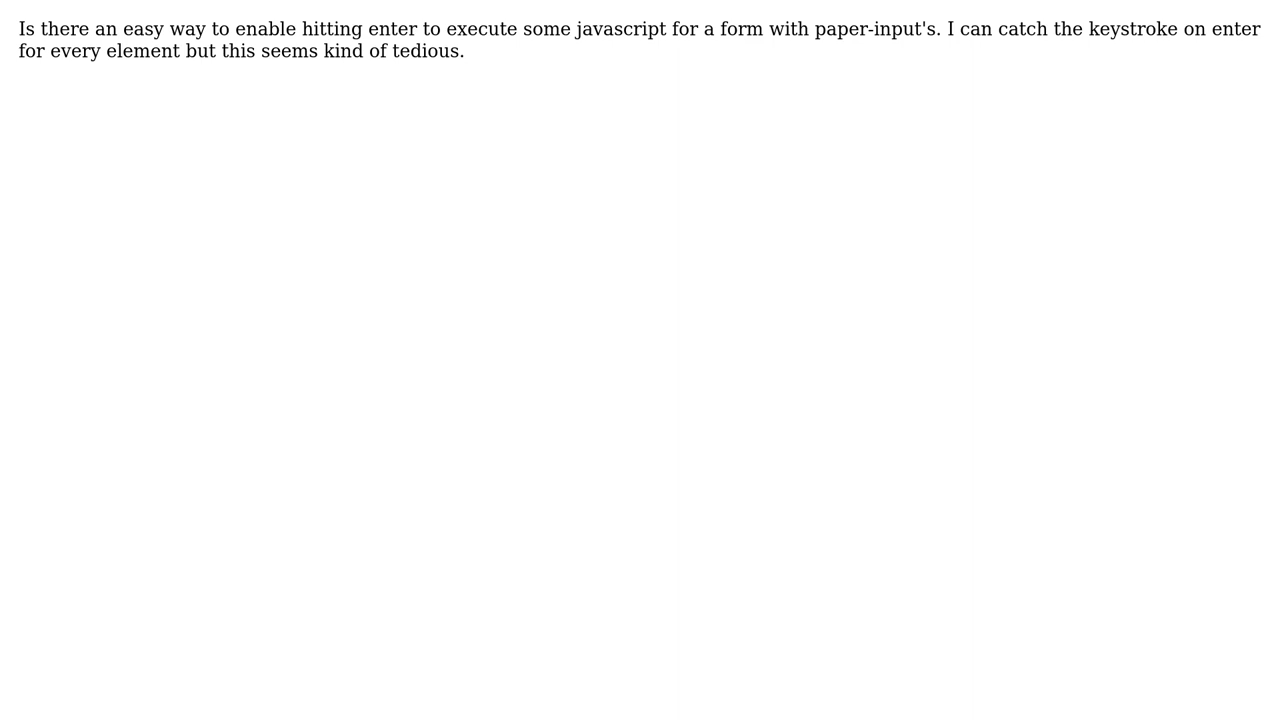 Is there an easy way to enable hitting enter to execute some javascript for a form with paper-input's. I can catch the keystroke on enter
for every element but this seems kind of tedious.